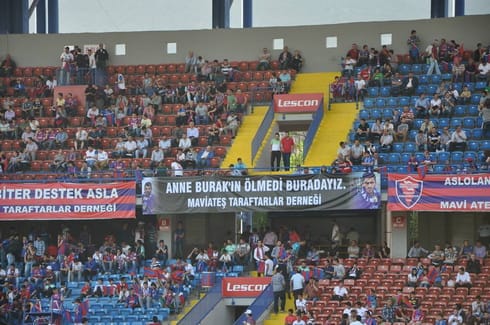 Lescon
BİTER DESTEK ASLA
TARAFTARLAR DERNEĞİ
ANNE BURAK'IN ÖLMEDİ BURADAYIZ.
MAVİATEŞ TARAFTARLAR DERNEĞİ
ASLOLAN
MAVİ ATE
Lescon